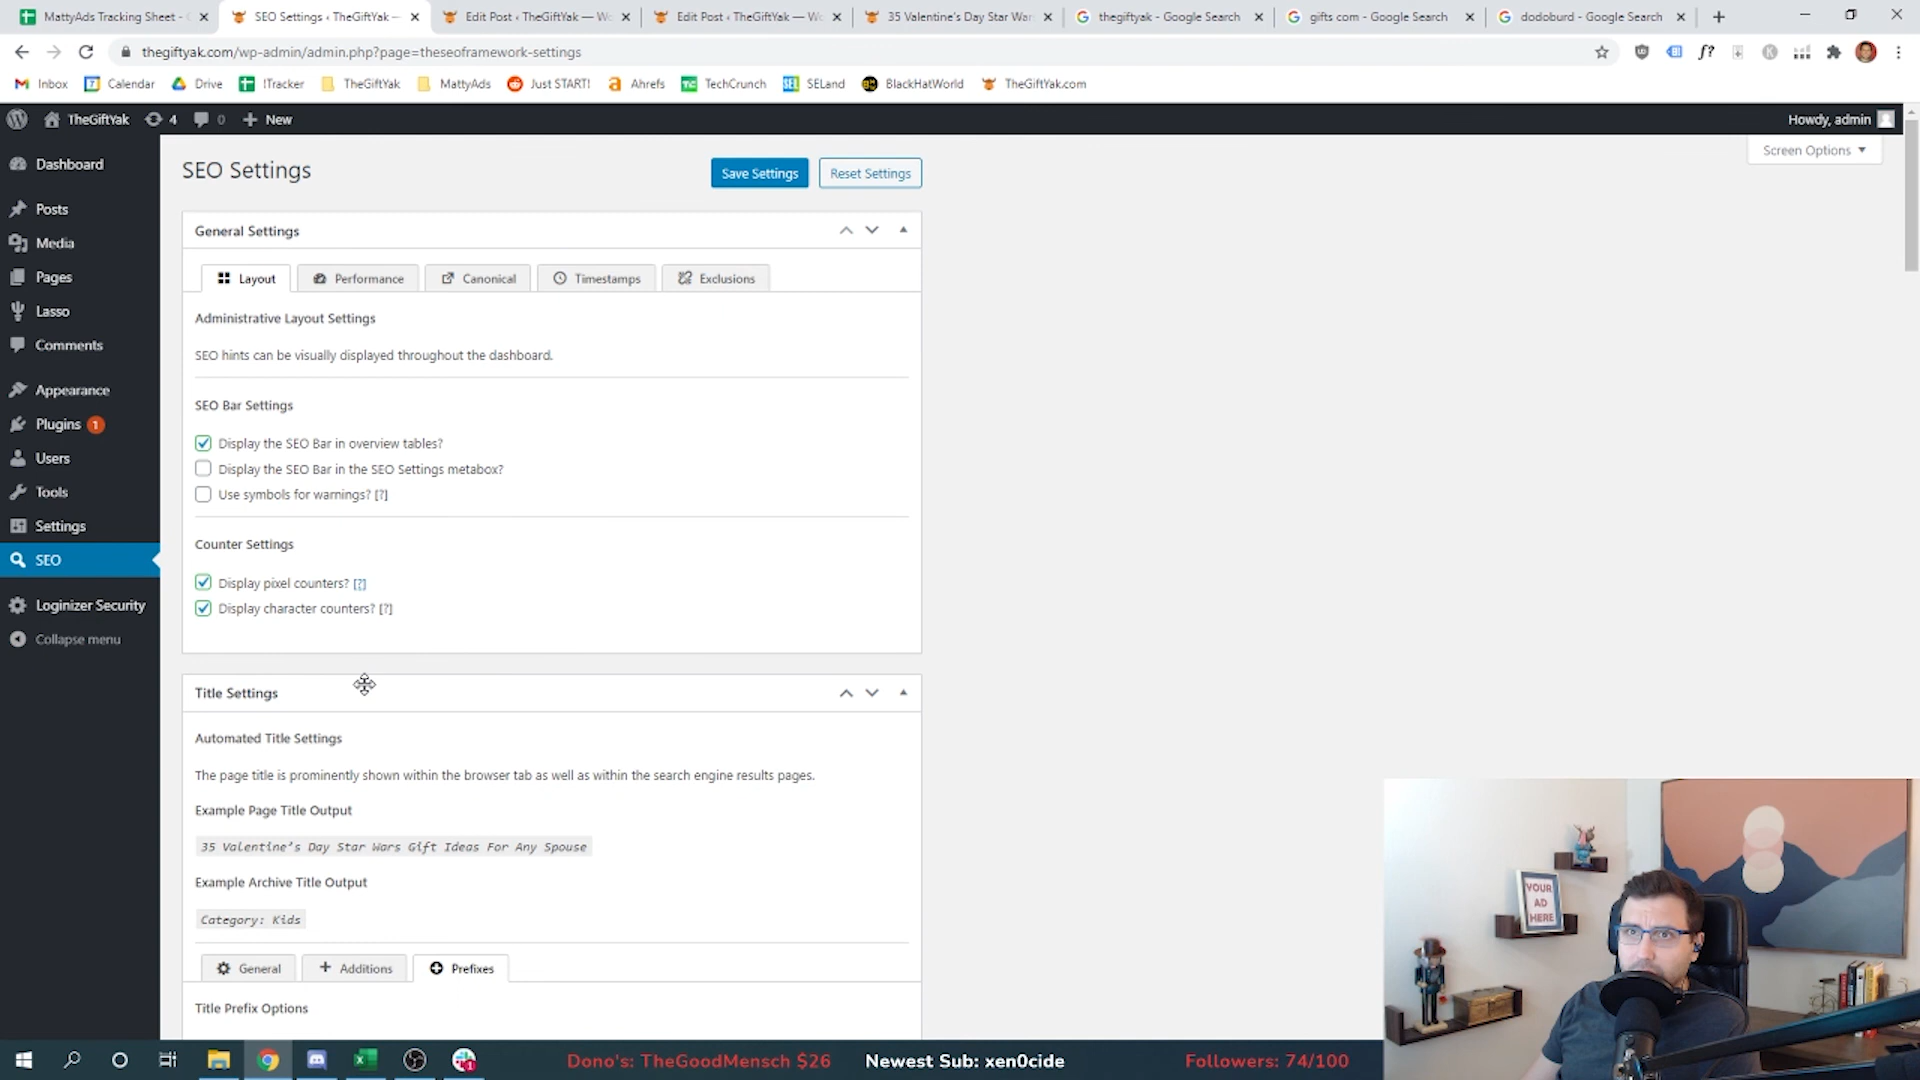 MattyAds Tracking Sheet -
SEO Settings ‹ TheGiftYak —
Edit Post ‹ TheGiftYak — Wo
Edit Post ‹ TheGiftYak — Wo
35 Valentine's Day Star War
thegiftyak - Google Search
gifts com - Google Search
dodoburd - Google Search
thegiftyak.com/wp-admin/admin.php?page=theseoframework-settings
Inbox
Calendar
Drive
!Tracker
TheGiftYak
MattyAds
Just START!
Ahrefs
TechCrunch
SELand
BlackHatWorld
TheGiftYak.com
TheGiftYak
4
0
New
Howdy, admin
Screen Options
Dashboard
Posts
Media
Pages
Lasso
Comments
Appearance
Plugins 1
Users
Tools
Settings
SEO
Loginizer Security
Collapse menu
SEO Settings
Save Settings
Reset Settings
General Settings
Layout
Performance
Canonical
Timestamps
Exclusions
Administrative Layout Settings
SEO hints can be visually displayed throughout the dashboard.
SEO Bar Settings
Display the SEO Bar in overview tables?
Display the SEO Bar in the SEO Settings metabox?
Use symbols for warnings? [?]
Counter Settings
Display pixel counters? [?]
Display character counters? [?]
Title Settings
Automated Title Settings
The page title is prominently shown within the browser tab as well as within the search engine results pages.
Example Page Title Output
35 Valentine's Day Star Wars Gift Ideas For Any Spouse
Example Archive Title Output
Category: Kids
General
Additions
Prefixes
Title Prefix Options
YOUR
AD
HERE
Dono's: TheGoodMensch $26
Newest Sub: xen0cide
Followers: 74/100